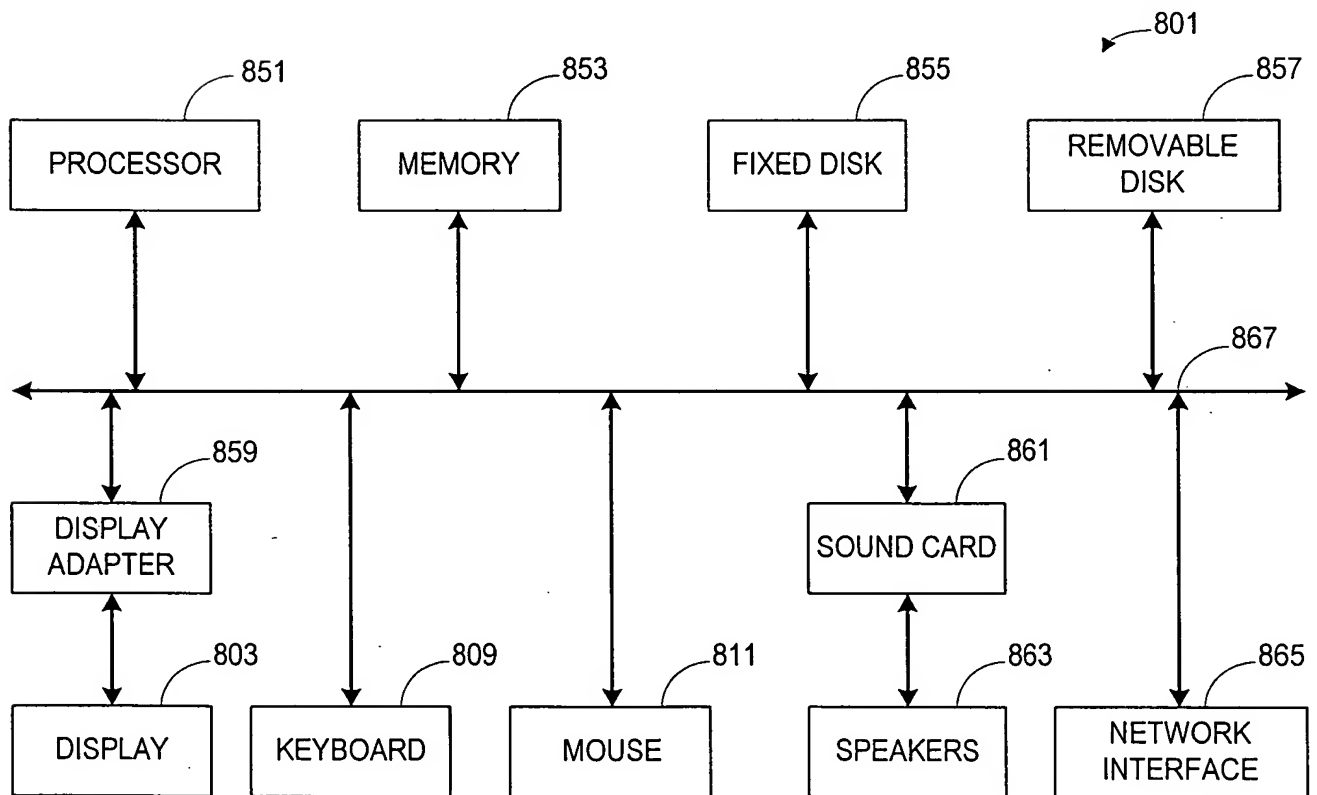 801
851
853
855
857
PROCESSOR
MEMORY
FIXED DISK
REMOVABLE
DISK
867
859
861
DISPLAY
ADAPTER
SOUND CARD
803
809
811
863
865
DISPLAY
KEYBOARD
MOUSE
SPEAKERS
NETWORK
INTERFACE